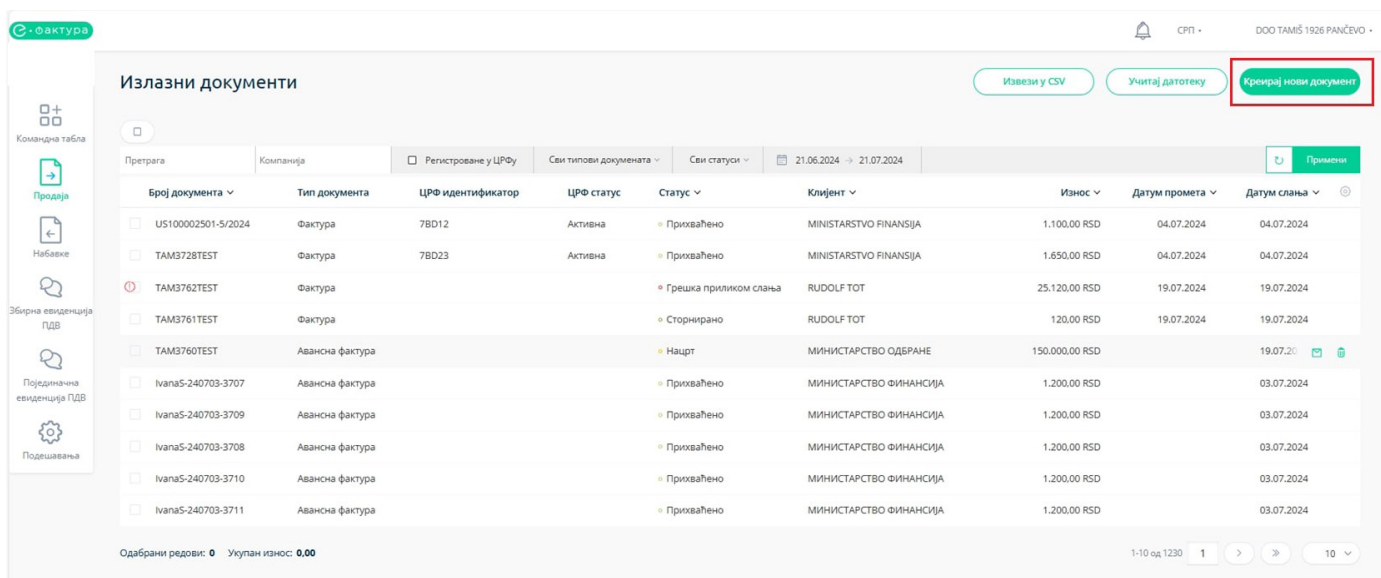 е-Фактура
СРП
DOO TAMIŠ 1926 PANČEVO
Излазни документи
Извези у CSV
Учитај датотеку
Креирај нови документ
Командна табла
Продаја
Набавке
Збирна евиденција
ПДВ
Појединачна
евиденција ПДВ
Подешавања
Претрага Компанија Регистроване у ЦРФу Сви типови докумената Сви статуси 21.06.2024 → 21.07.2024 Примени
Број документа Тип документа ЦРФ идентификатор ЦРФ статус Статус Клијент Износ Датум промета Датум слања
US100002501-5/2024 Фактура 7BD12 Активна Прихваћено MINISTARSTVO FINANSIJA 1.100,00 RSD 04.07.2024 04.07.2024
TAM3728TEST Фактура 7BD23 Активна Прихваћено MINISTARSTVO FINANSIJA 1.650,00 RSD 04.07.2024 04.07.2024
TAM3762TEST Фактура Грешка приликом слања RUDOLF TOT 25.120,00 RSD 19.07.2024 19.07.2024
TAM3761TEST Фактура Сторнирано RUDOLF TOT 120,00 RSD 19.07.2024 19.07.2024
TAM3760TEST Авансна фактура Нацрт МИНИСТАРСТВО ОДБРАНЕ 150.000,00 RSD 19.07.20
IvanaS-240703-3707 Авансна фактура Прихваћено МИНИСТАРСТВО ФИНАНСИЈА 1.200,00 RSD 03.07.2024
IvanaS-240703-3709 Авансна фактура Прихваћено МИНИСТАРСТВО ФИНАНСИЈА 1.200,00 RSD 03.07.2024
IvanaS-240703-3708 Авансна фактура Прихваћено МИНИСТАРСТВО ФИНАНСИЈА 1.200,00 RSD 03.07.2024
IvanaS-240703-3710 Авансна фактура Прихваћено МИНИСТАРСТВО ФИНАНСИЈА 1.200,00 RSD 03.07.2024
IvanaS-240703-3711 Авансна фактура Прихваћено МИНИСТАРСТВО ФИНАНСИЈА 1.200,00 RSD 03.07.2024
Одабрани редови: 0 Укупан износ: 0,00 1-10 од 1230 1 10